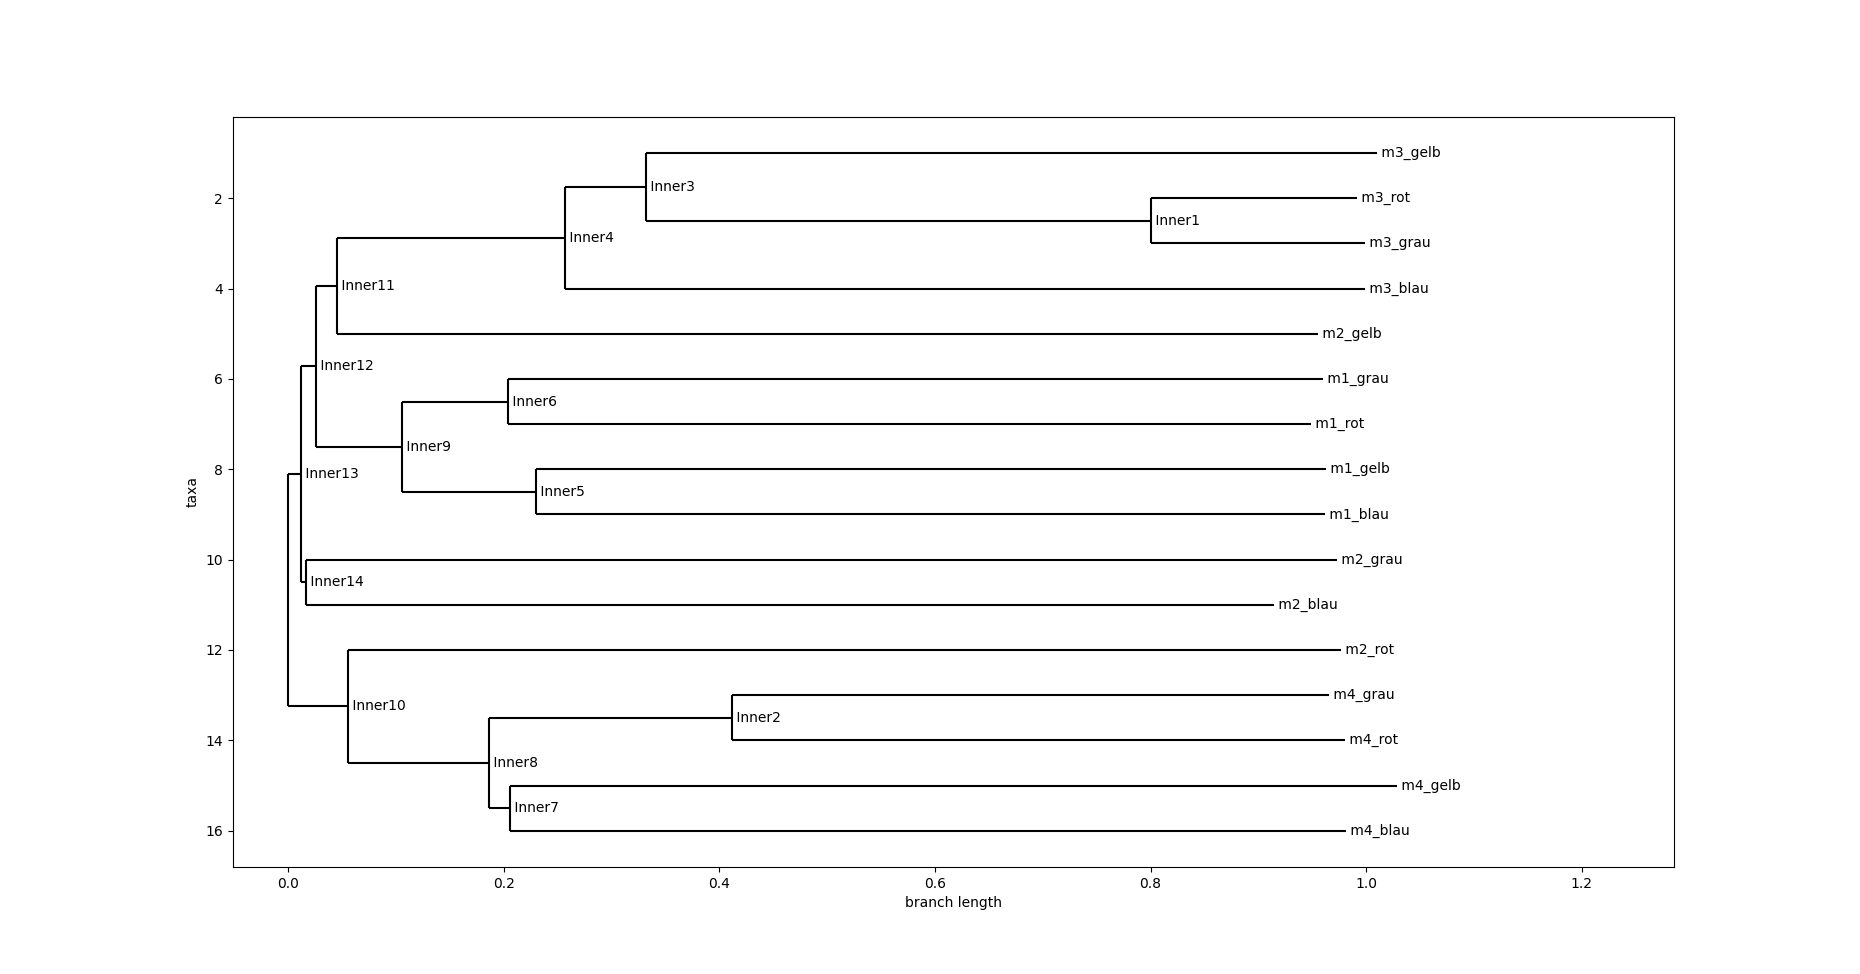 m3_gelb
Inner3
2
m3_rot
Inner1
Inner4
m3_grau
Inner11
4
m3_blau
m2_gelb
Inner12
6
m1_grau
Inner6
m1_rot
Inner9
Inner13
8
m1_gelb
taxa
Inner5
m1_blau
10
m2_grau
Inner14
m2_blau
12
m2_rot
m4_grau
Inner10
Inner2
14
m4_rot
Inner8
m4_gelb
Inner7
16
m4_blau
0.0 0.2 0.4 0.6 0.8 1.0 1.2
branch length